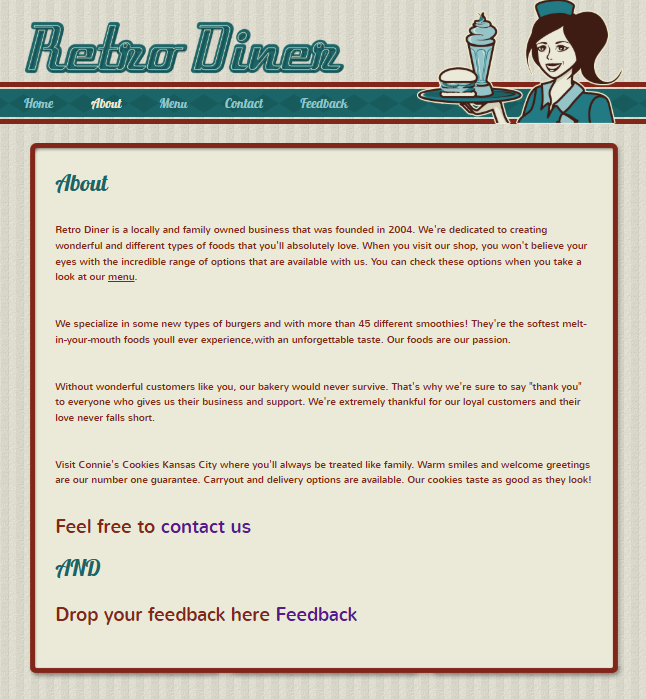 Retro Diner
Home About Menu Contact Feedback
About
Retro Diner is a locally and family owned business that was founded in 2004. We're dedicated to creating
wonderful and different types of foods that you'll absolutely love. When you visit our shop, you won't believe your
eyes with the incredible range of options that are available with us. You can check these options when you take a
look at our menu.
We specialize in some new types of burgers and with more than 45 different smoothies! They're the softest melt-
in-your-mouth foods youll ever experience,with an unforgettable taste. Our foods are our passion.
Without wonderful customers like you, our bakery would never survive. That's why we're sure to say "thank you"
to everyone who gives us their business and support. We're extremely thankful for our loyal customers and their
love never falls short.
Visit Connie's Cookies Kansas City where you'll always be treated like family. Warm smiles and welcome greetings
are our number one guarantee. Carryout and delivery options are available. Our cookies taste as good as they look!
Feel free to contact us
AND
Drop your feedback here Feedback